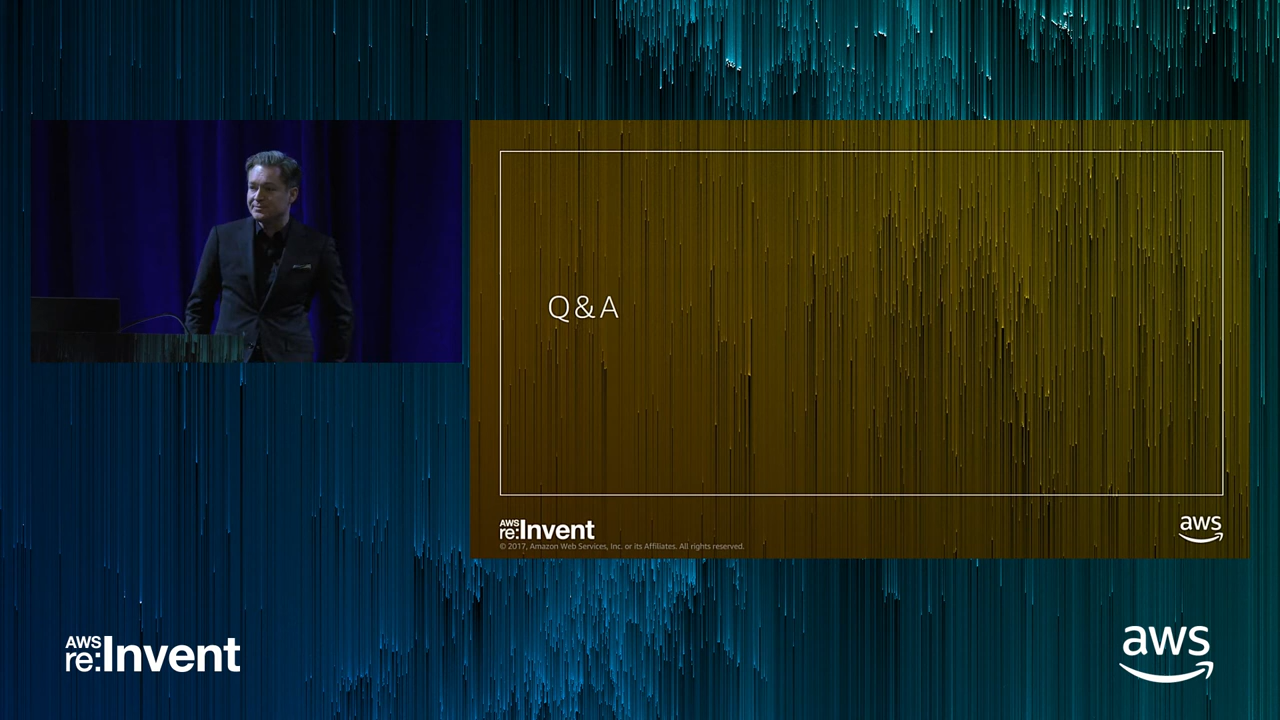 Q&A
AWS
re:Invent
© 2017, Amazon Web Services, Inc. or its Affiliates. All rights reserved.
aws
AWS
re:Invent
aws